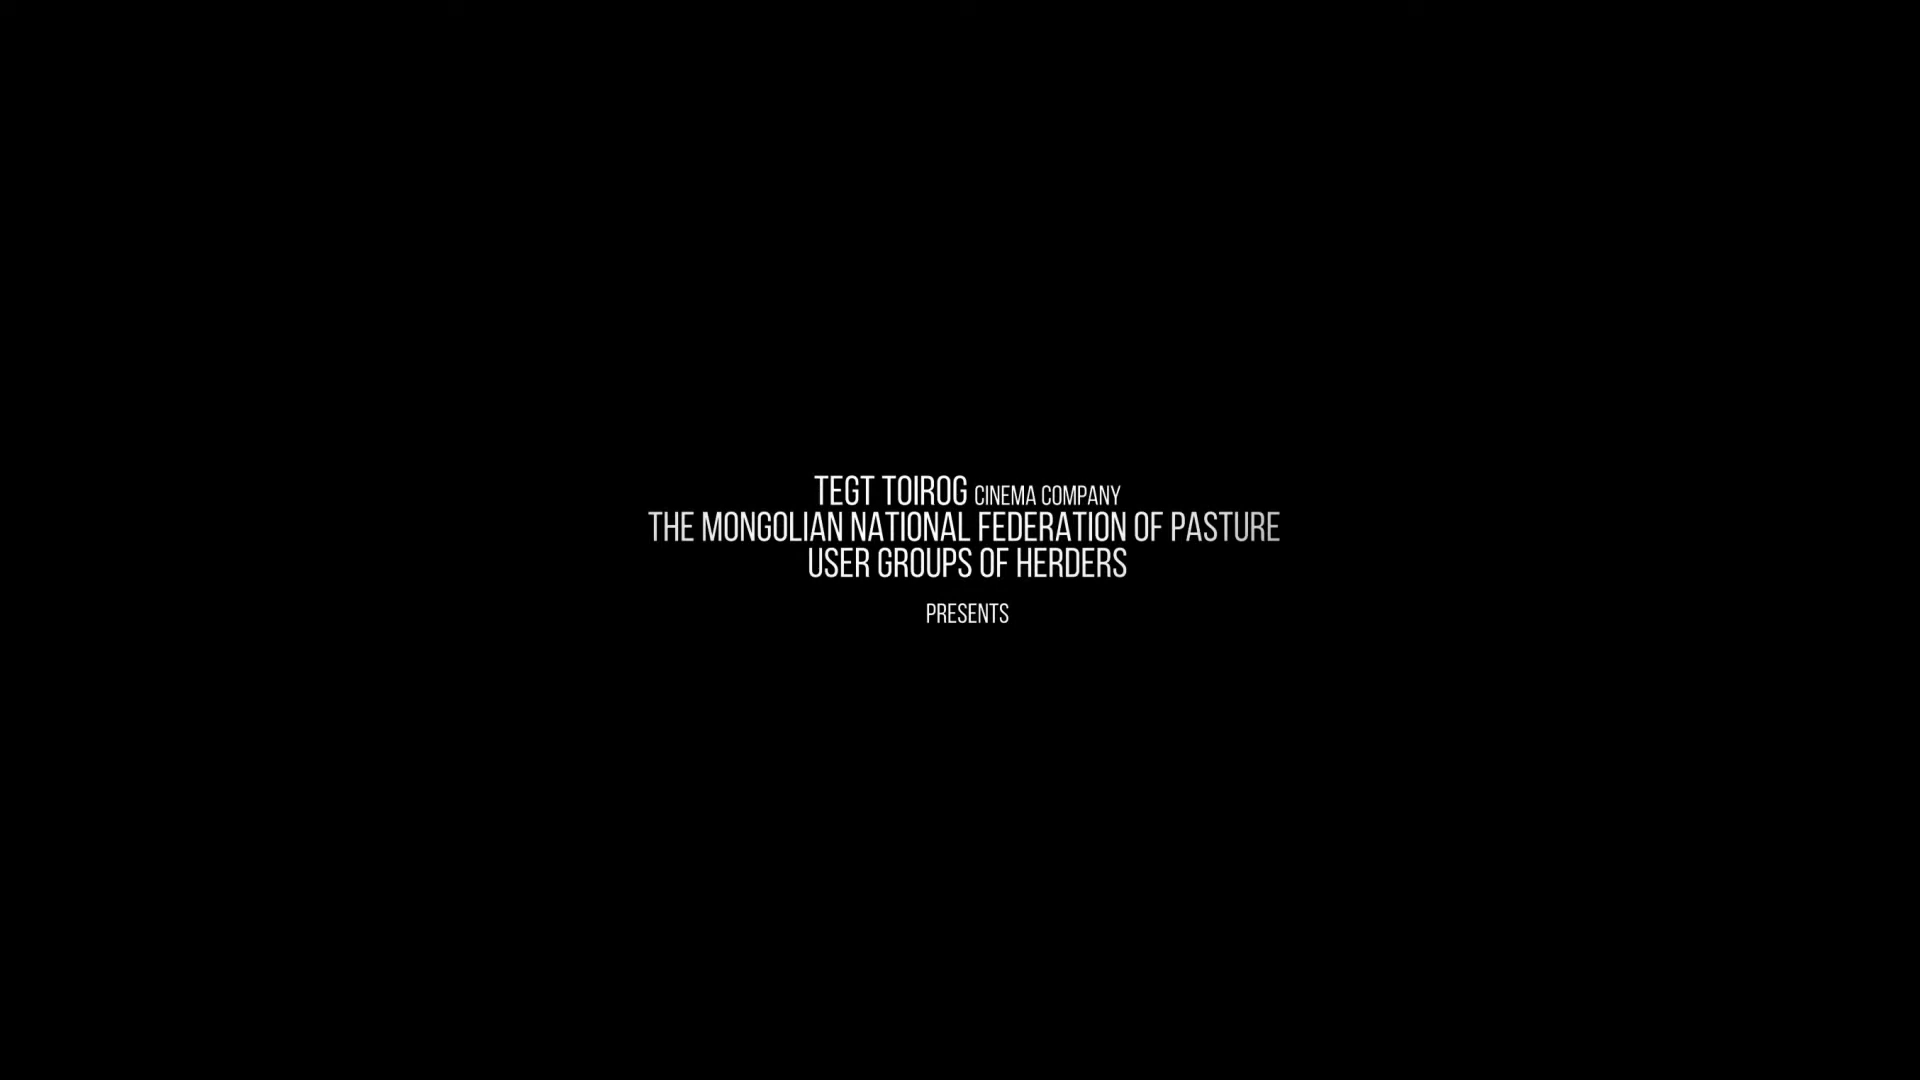 TEGT TOIROG CINEMA COMPANY
THE MONGOLIAN NATIONAL FEDERATION OF PASTURE
USER GROUPS OF HERDERS
PRESENTS